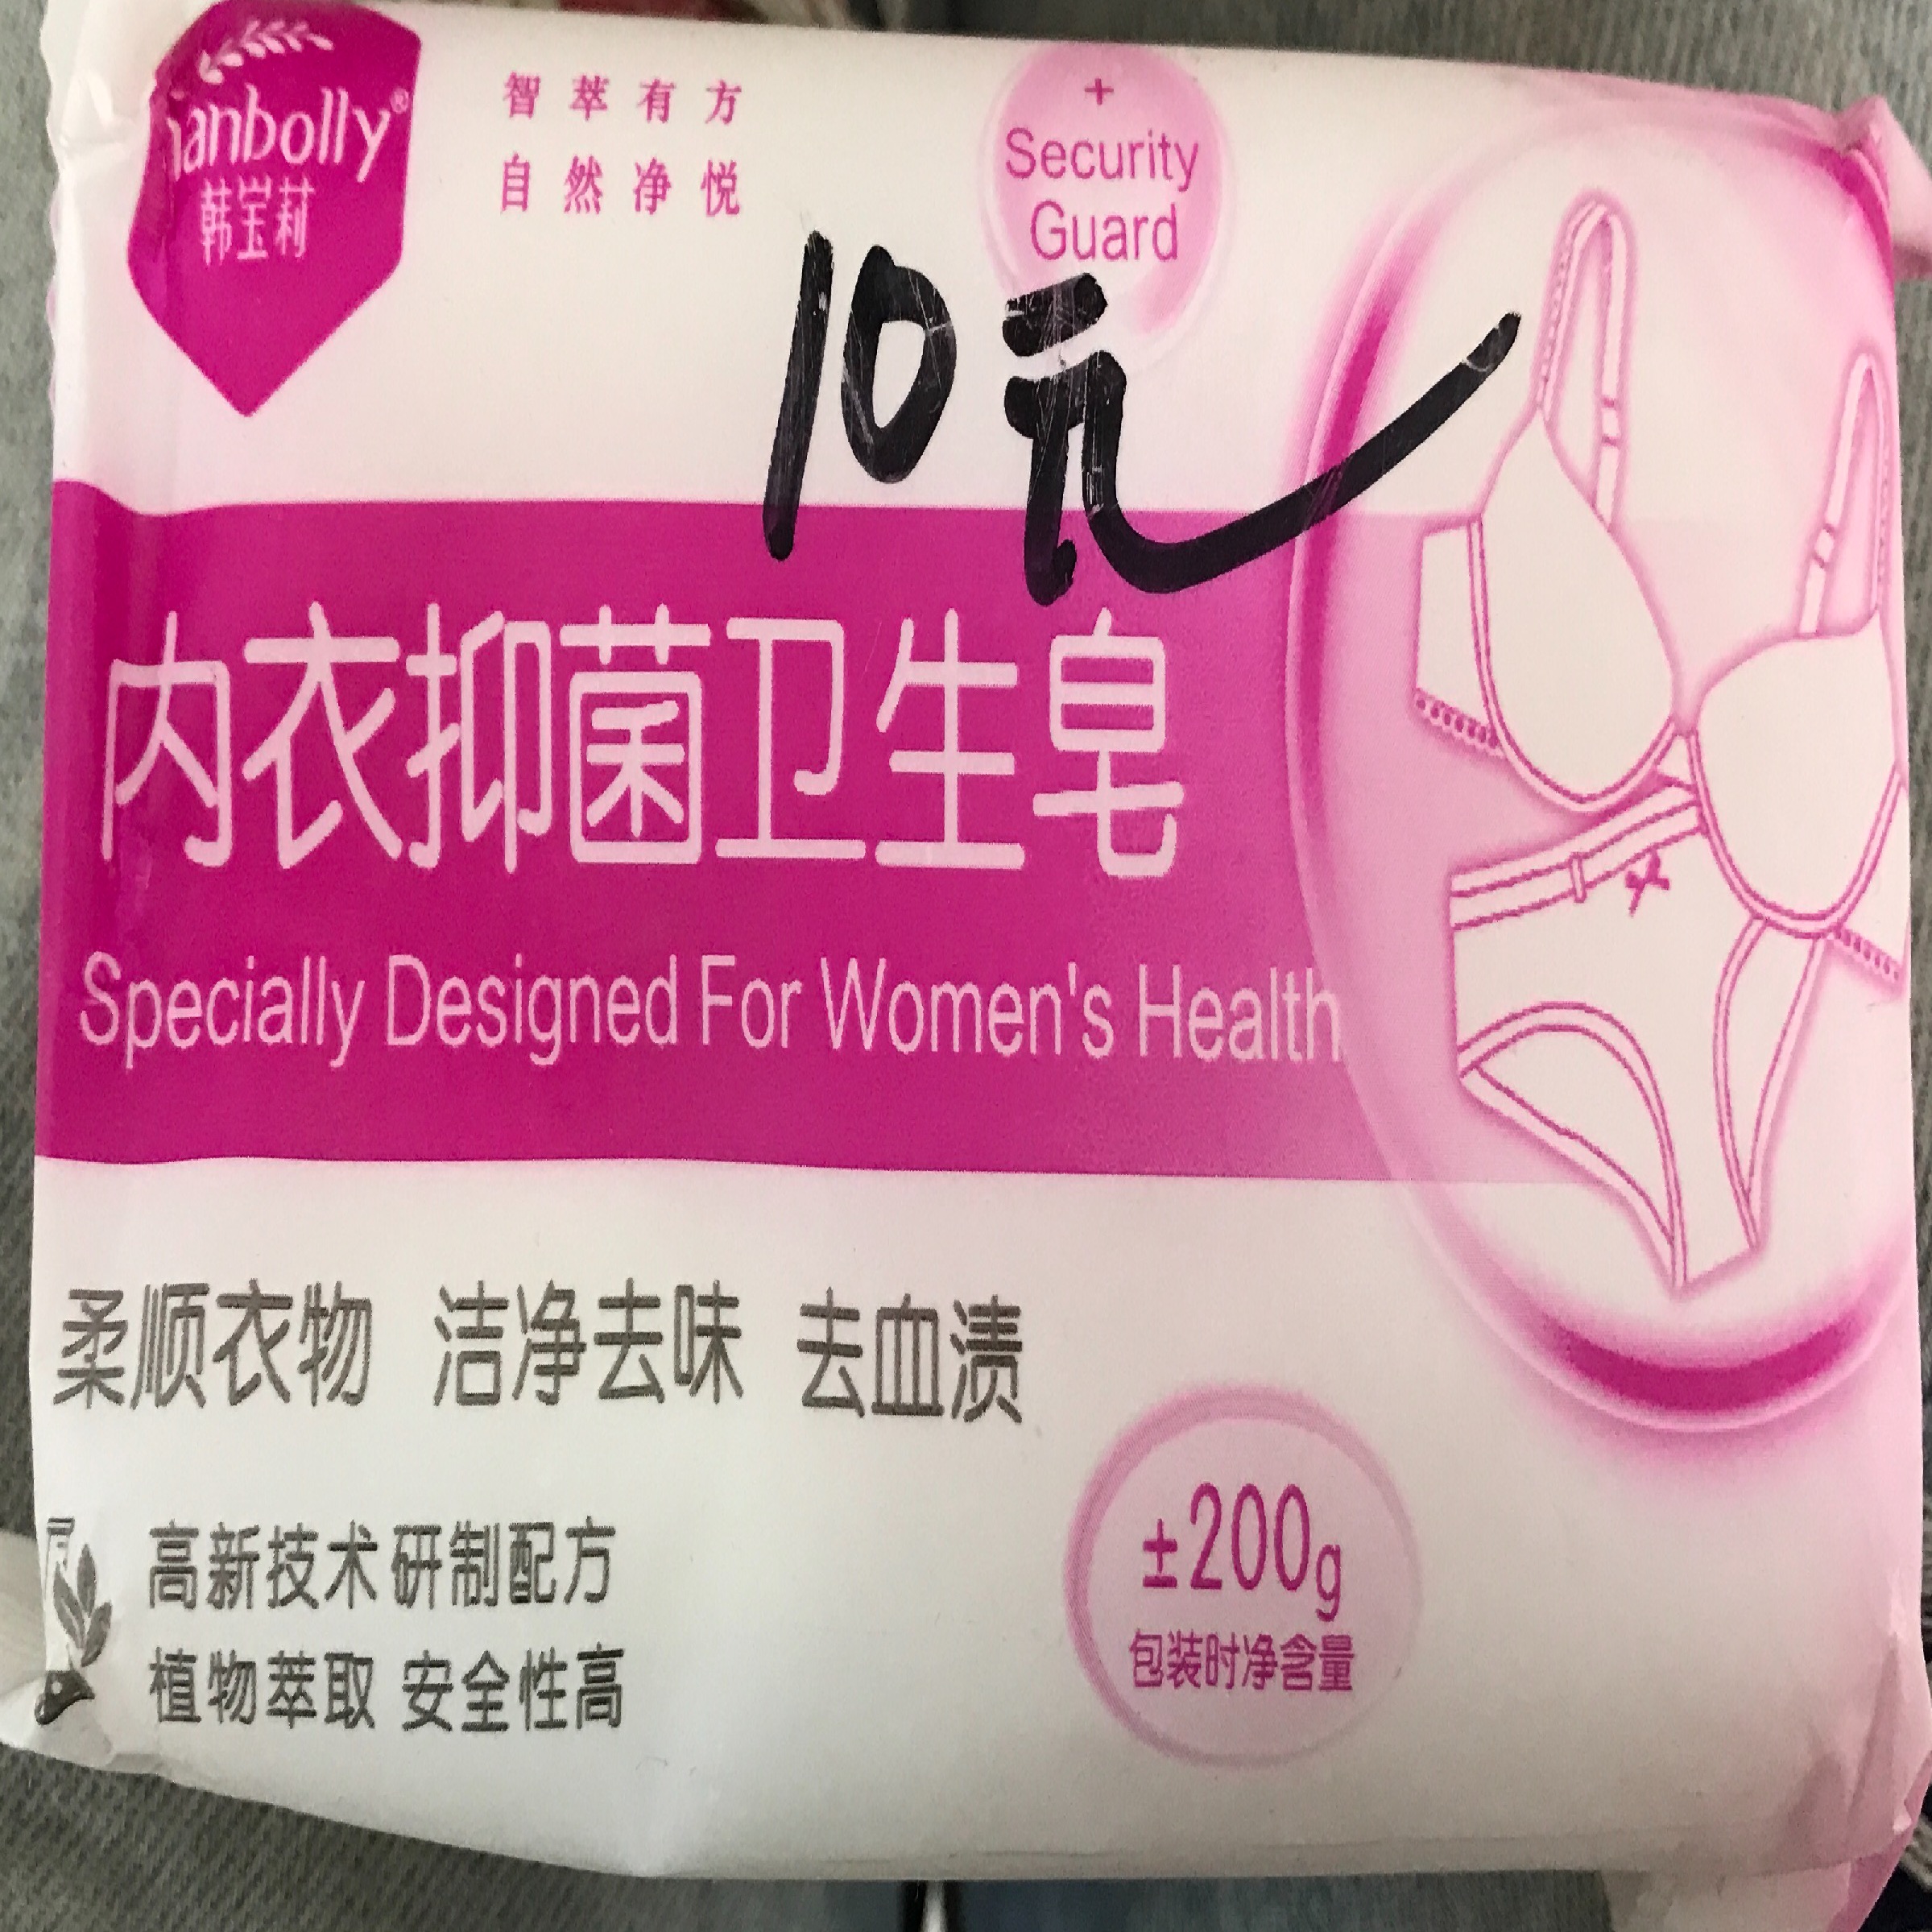 hanbolly®
韩宝莉
智萃有方
自然净悦
+
Security
Guard
10元
内衣抑菌卫生皂
Specially Designed For Women's Health
柔顺衣物 洁净去味 去血渍
高新技术 研制配方
植物萃取 安全性高
±200g
包装时净含量